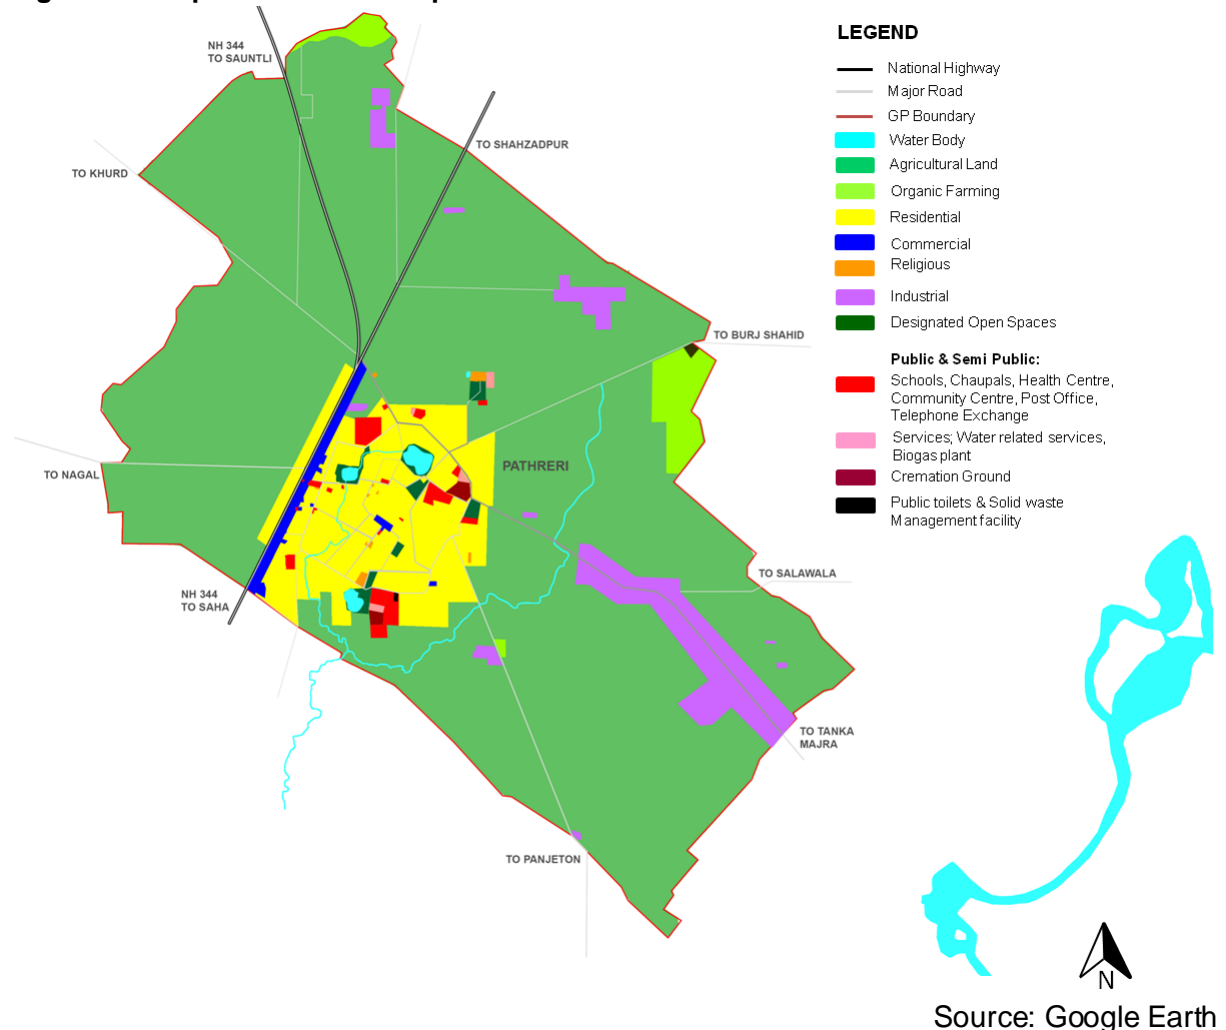 NH 344
TO SAUNTLI
TO SHAHZADPUR
TO KHURD
TO BURJ SHAHID
TO NAGAL
PATHRERI
TO SALAWALA
NH 344
TO SAHA
TO TANKA
MAJRA
TO PANJETON
LEGEND
National Highway
Major Road
GP Boundary
Water Body
Agricultural Land
Organic Farming
Residential
Commercial
Religious
Industrial
Designated Open Spaces
Public & Semi Public:
Schools, Chaupals, Health Centre,
Community Centre, Post Office,
Telephone Exchange
Services; Water related services,
Biogas plant
Cremation Ground
Public toilets & Solid waste
Management facility
N
Source: Google Earth